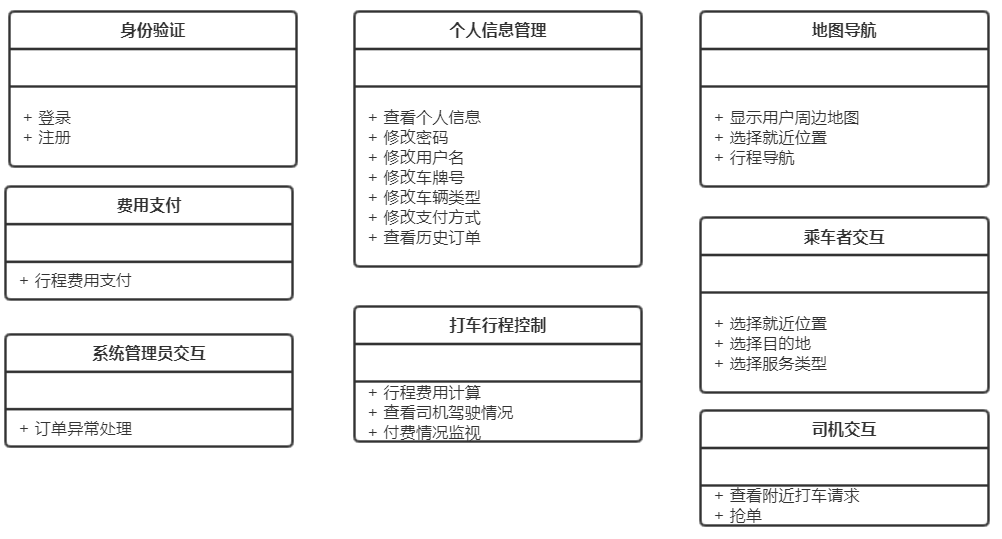 身份验证
+ 登录
+ 注册
费用支付
+ 行程费用支付
系统管理员交互
+ 订单异常处理
个人信息管理
+ 查看个人信息
+ 修改密码
+ 修改用户名
+ 修改车牌号
+ 修改车辆类型
+ 修改支付方式
+ 查看历史订单
打车行程控制
+ 行程费用计算
+ 查看司机驾驶情况
+ 付费情况监视
地图导航
+ 显示用户周边地图
+ 选择就近位置
+ 行程导航
乘车者交互
+ 选择就近位置
+ 选择目的地
+ 选择服务类型
司机交互
+ 查看附近打车请求
+ 抢单